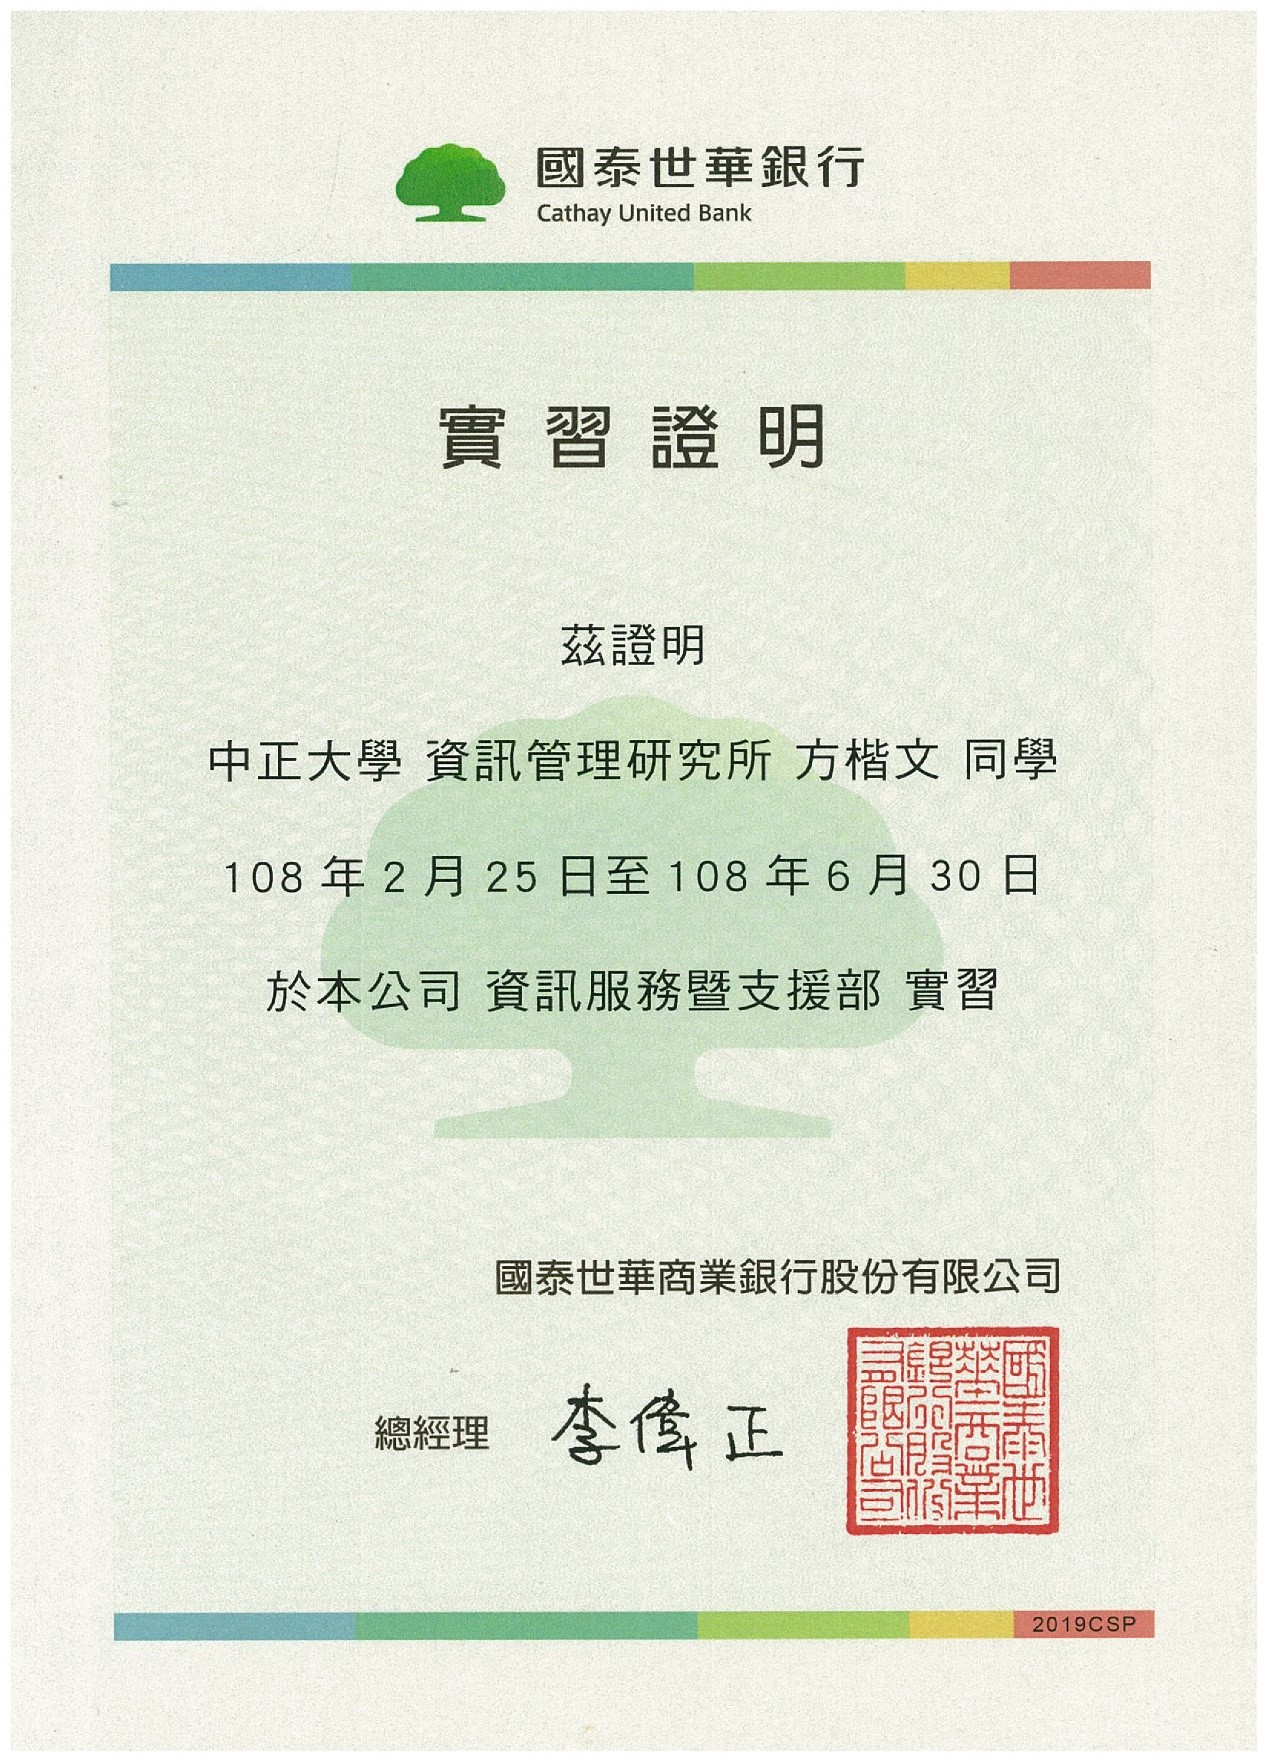 國泰世華銀行
Cathay United Bank
實習證明
茲證明
中正大學 資訊管理研究所 方楷文 同學
108 年 2 月 25 日至 108 年 6 月 30 日
於本公司 資訊服務暨支援部 實習
國泰世華商業銀行股份有限公司
總經理 李偉正
國泰世華商業銀行股份有限公司
2019CSP